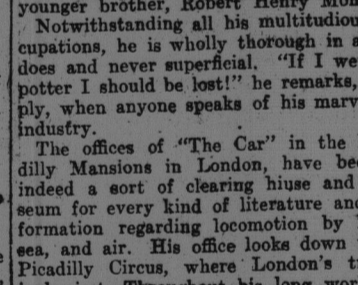 younger brother, Robert Henry
Notwithstanding all his multitudiou
cupations, he is wholly thorough in a
does and never superficial. "If I we
potter I should be lost!" he remarks,
ply, when anyone speaks of his marv
industry.
The offices of "The Car" in the
dilly Mansions in London, have be
indeed a sort of clearing hiuse and
seum for every kind of literature an
formation regarding locomotion by
sea, and air. His office looks down
Picadilly Circus, where London's t